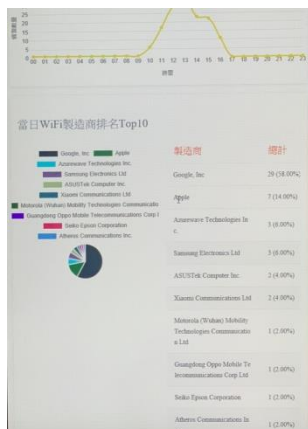 25
20
15
10
5
0
00 01 02 03 04 05 06 07 08 09 10 11 12 13 14 15 16 17 18 19 20 21 22 23
時間
當日WiFi製造商排名Top10
Google, Inc Apple
Azurewave Technologies Inc.
Samsung Electronics Ltd
ASUSTek Computer Inc.
Xiaomi Communications Ltd
Motorola (Wuhan) Mobility Technologies Communicatio
Guangdong Oppo Mobile Telecommunications Corp
Seiko Epson Corporation
Atheros Communications Inc.
製造商 總計
Google, Inc 29 (58.00%)
Apple 7 (14.00%)
Azurewave Technologies In
c. 3 (6.00%)
Samsung Electronics Ltd 3 (6.00%)
ASUSTek Computer Inc. 2 (4.00%)
Xiaomi Communications Ltd 2 (4.00%)
Motorola (Wuhan) Mobility
Technologies Communicatio
n Ltd 1 (2.00%)
Guangdong Oppo Mobile Te
lecommunications Corp Ltd 1 (2.00%)
Seiko Epson Corporation 1 (2.00%)
Atheros Communications In 1 (2.00%)